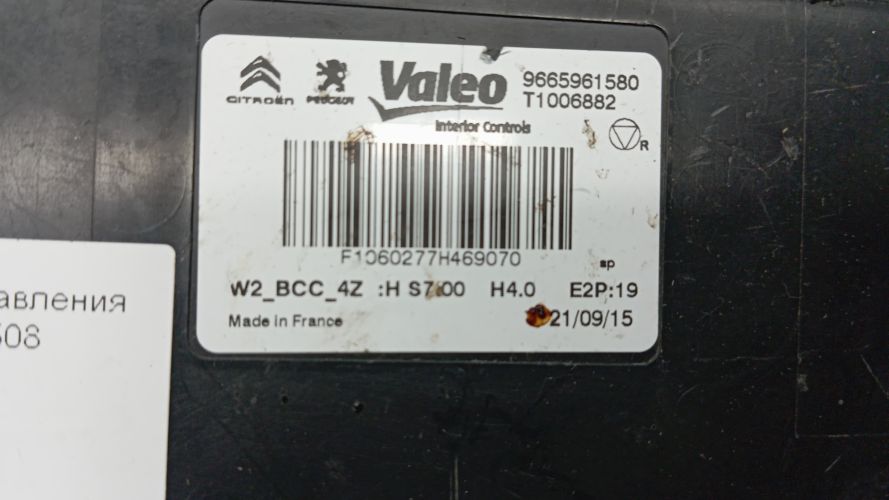 CITROËN
PEUGEOT
Valeo
Interior Controls
9665961580
T1006882
R
F1060277H469070
sp
W2_BCC_4Z :H S7:00 H4.0 E2P:19
Made in France
21/09/15
508